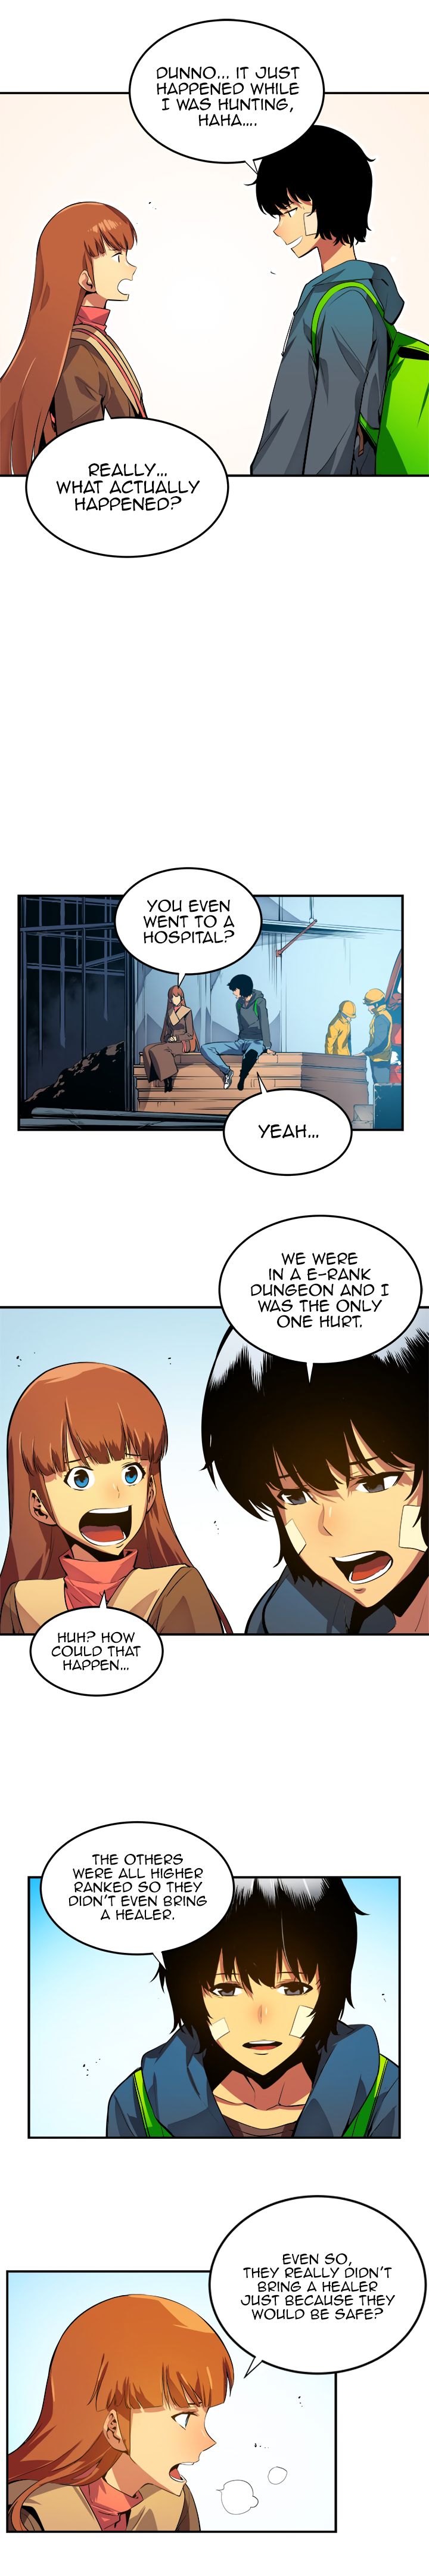 DUNNO... IT JUST
HAPPENED WHILE
I WAS HUNTING,
HAHA....
REALLY...
WHAT ACTUALLY
HAPPENED?
YOU EVEN
WENT TO A
HOSPITAL?
YEAH...
WE WERE
IN A E-RANK
DUNGEON AND I
WAS THE ONLY
ONE HURT.
HUH? HOW
COULD THAT
HAPPEN...
THE OTHERS
WERE ALL HIGHER
RANKED SO THEY
DIDN'T EVEN BRING
A HEALER.
EVEN SO,
THEY REALLY DIDN'T
BRING A HEALER
JUST BECAUSE THEY
WOULD BE SAFE?